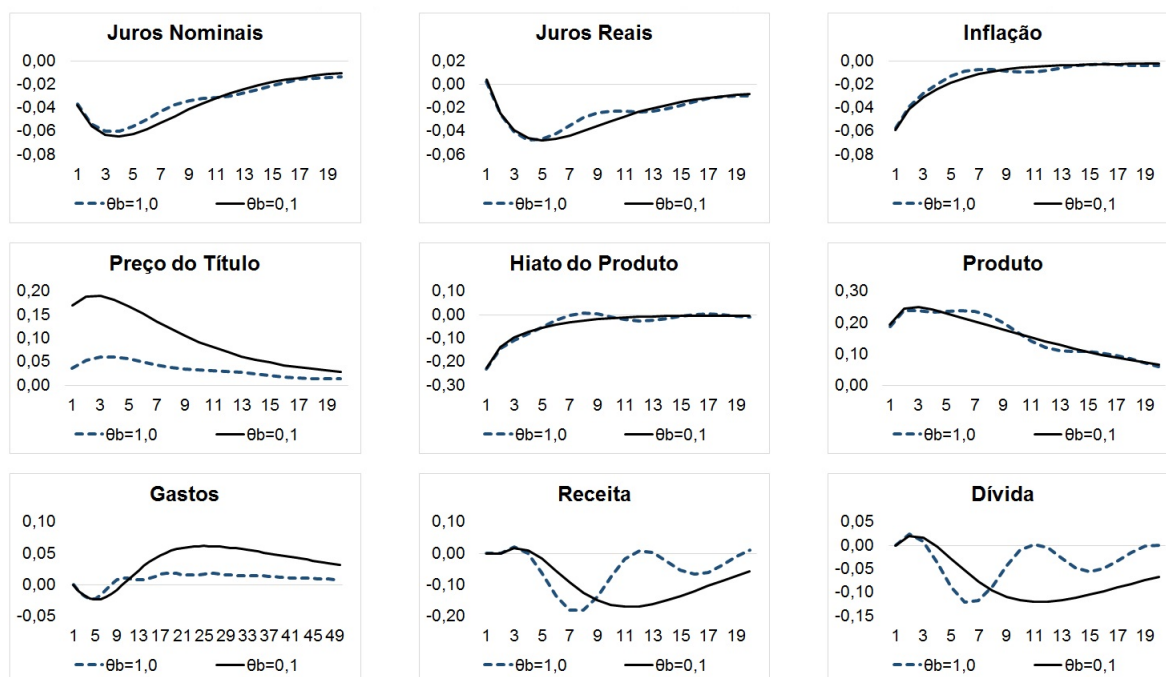 Juros Nominais
0,00
-0,02
-0,04
-0,06
-0,08
1 3 5 7 9 11 13 15 17 19
θb=1,0 θb=0,1
Juros Reais
0,02
0,00
-0,02
-0,04
-0,06
1 3 5 7 9 11 13 15 17 19
θb=1,0 θb=0,1
Inflação
0,00
-0,02
-0,04
-0,06
-0,08
1 3 5 7 9 11 13 15 17 19
θb=1,0 θb=0,1
Preço do Título
0,20
0,15
0,10
0,05
0,00
1 3 5 7 9 11 13 15 17 19
θb=1,0 θb=0,1
Hiato do Produto
0,10
0,00
-0,10
-0,20
-0,30
1 3 5 7 9 11 13 15 17 19
θb=1,0 θb=0,1
Produto
0,30
0,20
0,10
0,00
1 3 5 7 9 11 13 15 17 19
θb=1,0 θb=0,1
Gastos
0,10
0,05
0,00
-0,05
1 5 9 13 17 21 25 29 33 37 41 45 49
θb=1,0 θb=0,1
Receita
0,10
0,00
-0,10
-0,20
1 3 5 7 9 11 13 15 17 19
θb=1,0 θb=0,1
Dívida
0,05
0,00
-0,05
-0,10
-0,15
1 3 5 7 9 11 13 15 17 19
θb=1,0 θb=0,1